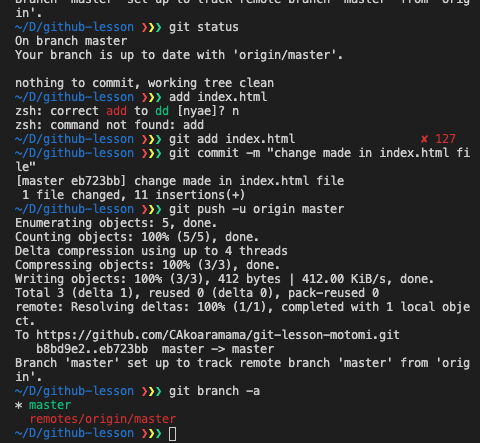 Branch 'master' set up to track remote branch 'master' from 'orig
in'.
~/D/github-lesson ❯❯❯ git status
On branch master
Your branch is up to date with 'origin/master'.
nothing to commit, working tree clean
~/D/github-lesson ❯❯❯ add index.html
zsh: correct add to dd [nyae]? n
zsh: command not found: add
~/D/github-lesson ❯❯❯ git add index.html ✘ 127
~/D/github-lesson ❯❯❯ git commit -m "change made in index.html fi
le"
[master eb723bb] change made in index.html file
 1 file changed, 11 insertions(+)
~/D/github-lesson ❯❯❯ git push -u origin master
Enumerating objects: 5, done.
Counting objects: 100% (5/5), done.
Delta compression using up to 4 threads
Compressing objects: 100% (3/3), done.
Writing objects: 100% (3/3), 412 bytes | 412.00 KiB/s, done.
Total 3 (delta 1), reused 0 (delta 0), pack-reused 0
remote: Resolving deltas: 100% (1/1), completed with 1 local obje
ct.
To https://github.com/CAkoaramama/git-lesson-motomi.git
   b8bd9e2..eb723bb  master -> master
Branch 'master' set up to track remote branch 'master' from 'orig
in'.
~/D/github-lesson ❯❯❯ git branch -a
* master
  remotes/origin/master
~/D/github-lesson ❯❯❯